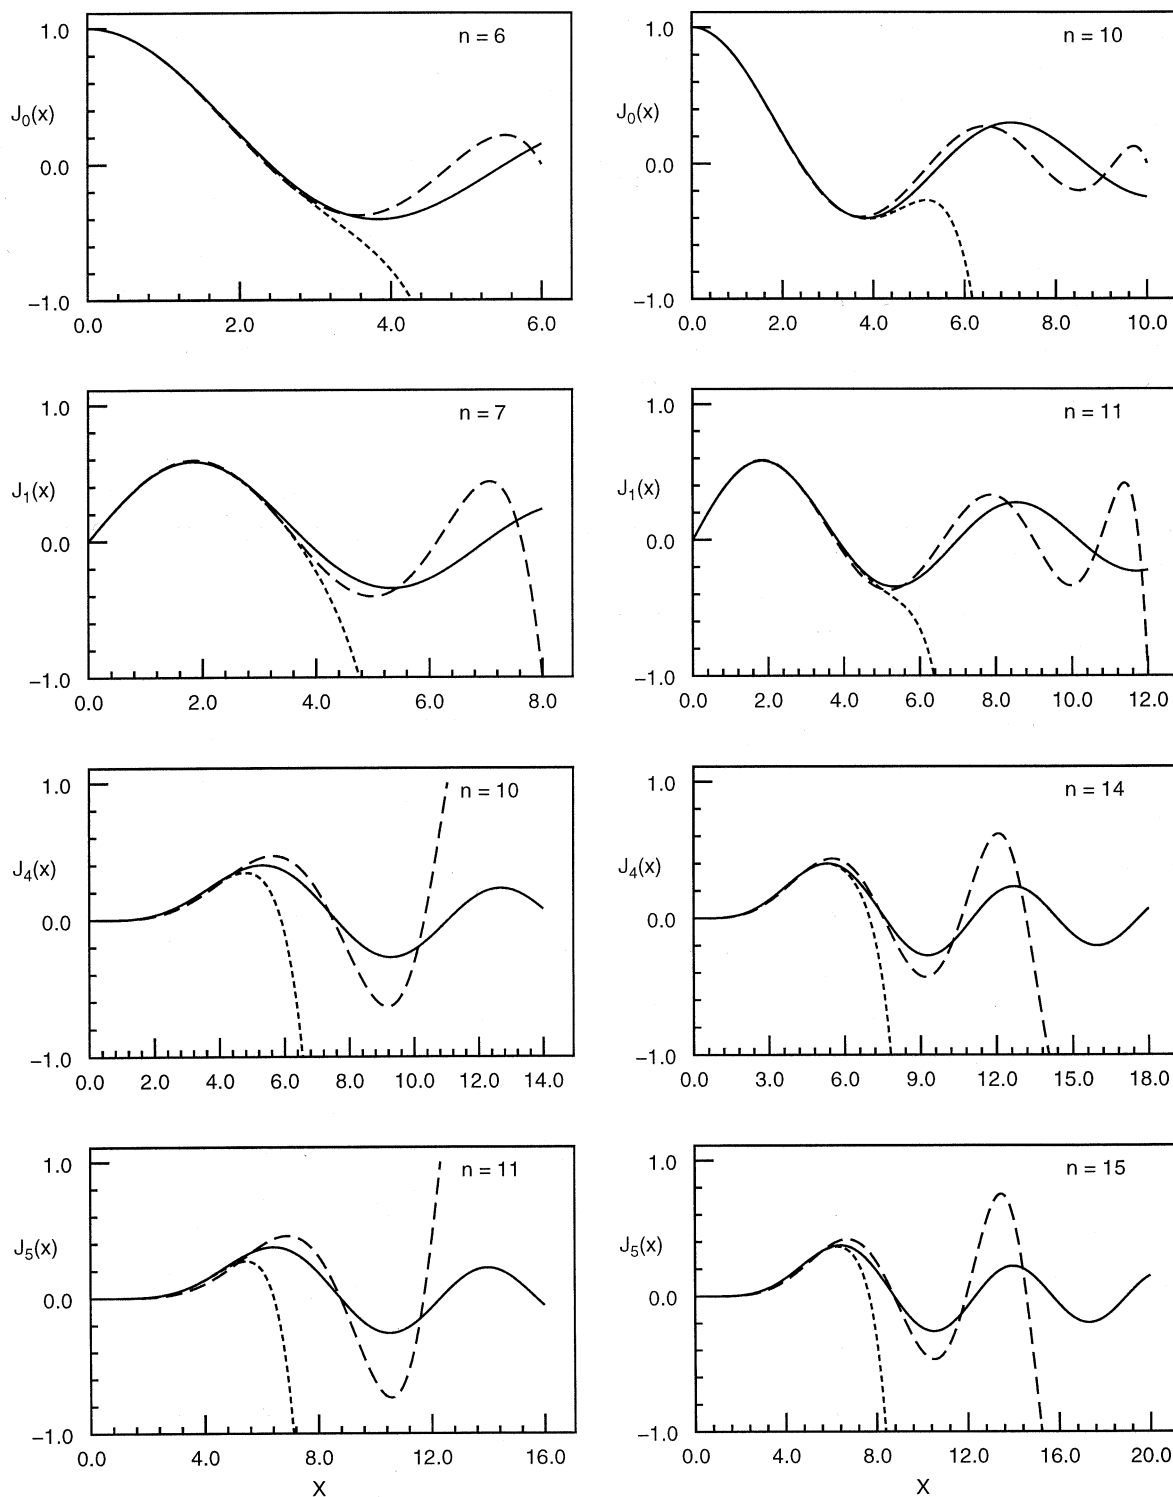 1.0
n = 6
J₀(x)
0.0
−1.0
0.0 2.0 4.0 6.0
1.0
n = 10
J₀(x)
0.0
−1.0
0.0 2.0 4.0 6.0 8.0 10.0
1.0
n = 7
J₁(x)
0.0
−1.0
0.0 2.0 4.0 6.0 8.0
1.0
n = 11
J₁(x)
0.0
−1.0
0.0 2.0 4.0 6.0 8.0 10.0 12.0
1.0
n = 10
J₄(x)
0.0
−1.0
0.0 2.0 4.0 6.0 8.0 10.0 12.0 14.0
1.0
n = 14
J₄(x)
0.0
−1.0
0.0 3.0 6.0 9.0 12.0 15.0 18.0
1.0
n = 11
J₅(x)
0.0
−1.0
0.0 4.0 8.0 12.0 16.0
X
1.0
n = 15
J₅(x)
0.0
−1.0
0.0 4.0 8.0 12.0 16.0 20.0
X